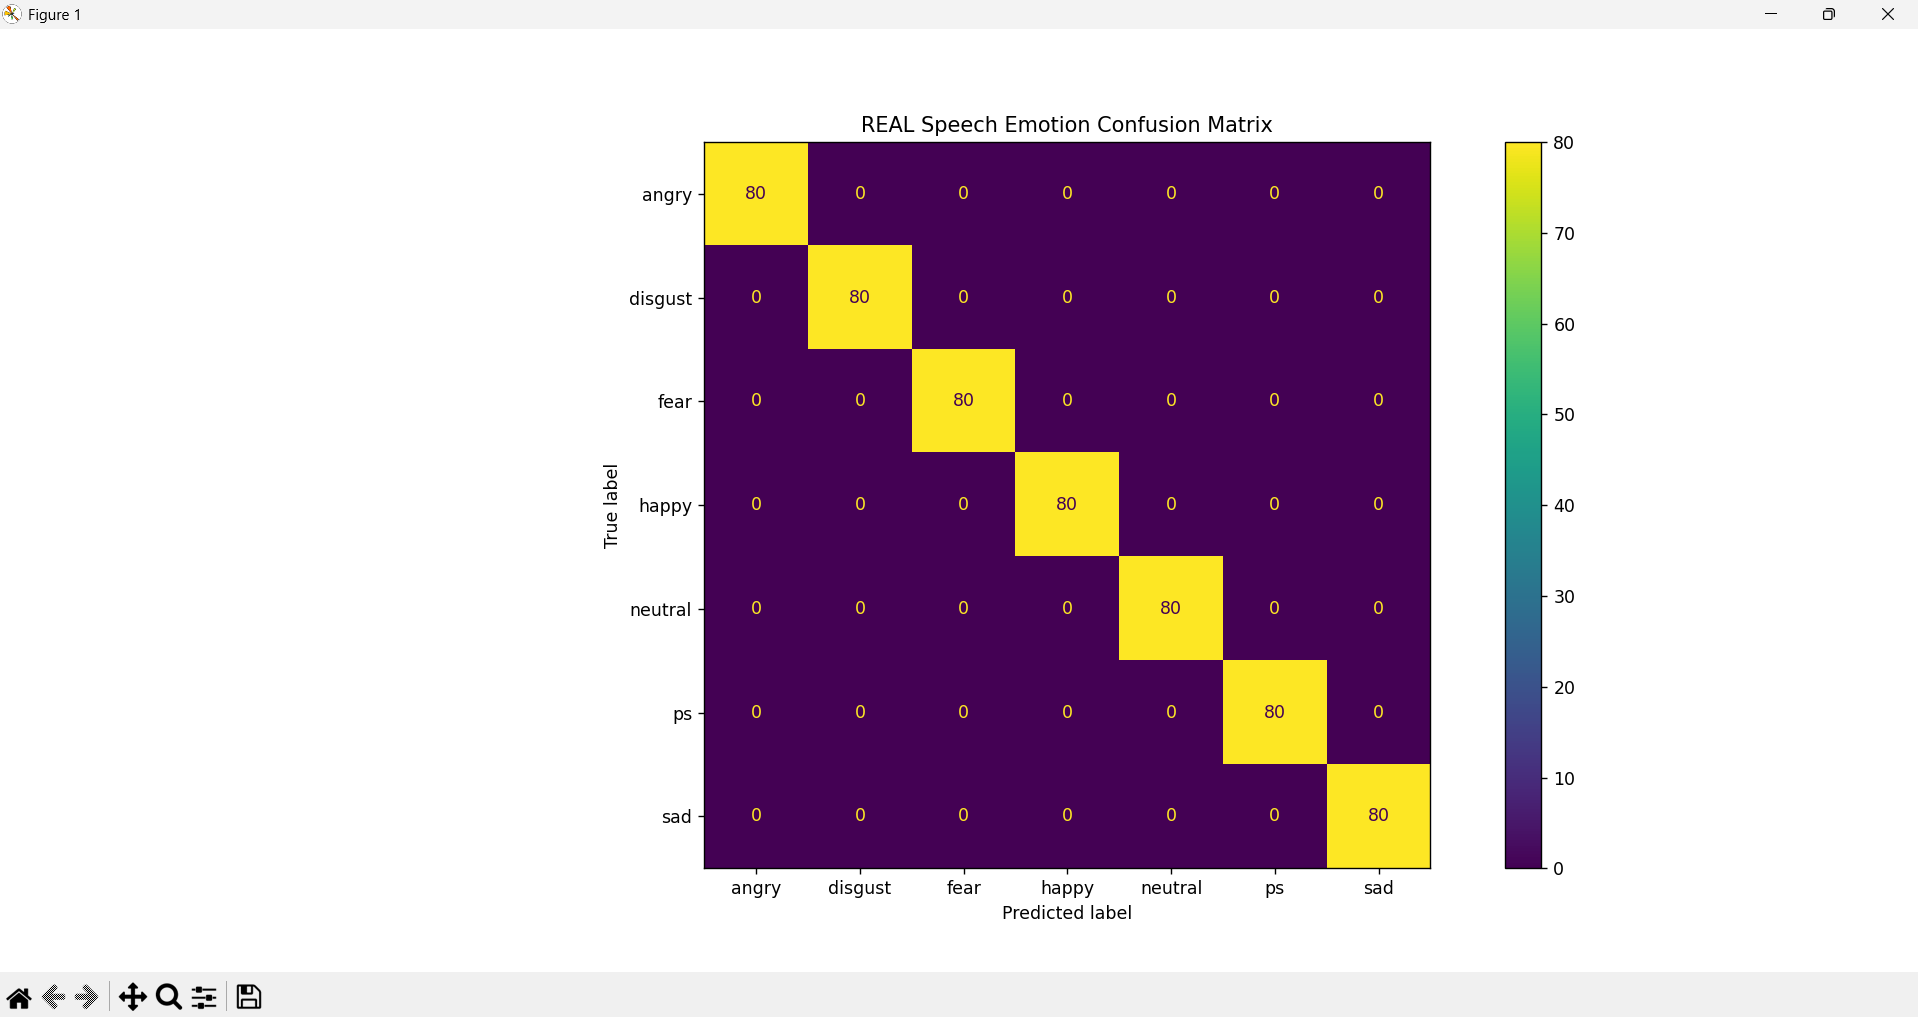 Figure 1
REAL Speech Emotion Confusion Matrix
angry 80 0 0 0 0 0 0
disgust 0 80 0 0 0 0 0
fear 0 0 80 0 0 0 0
happy 0 0 0 80 0 0 0
neutral 0 0 0 0 80 0 0
ps 0 0 0 0 0 80 0
sad 0 0 0 0 0 0 80
True label
angry disgust fear happy neutral ps sad
Predicted label
80
70
60
50
40
30
20
10
0